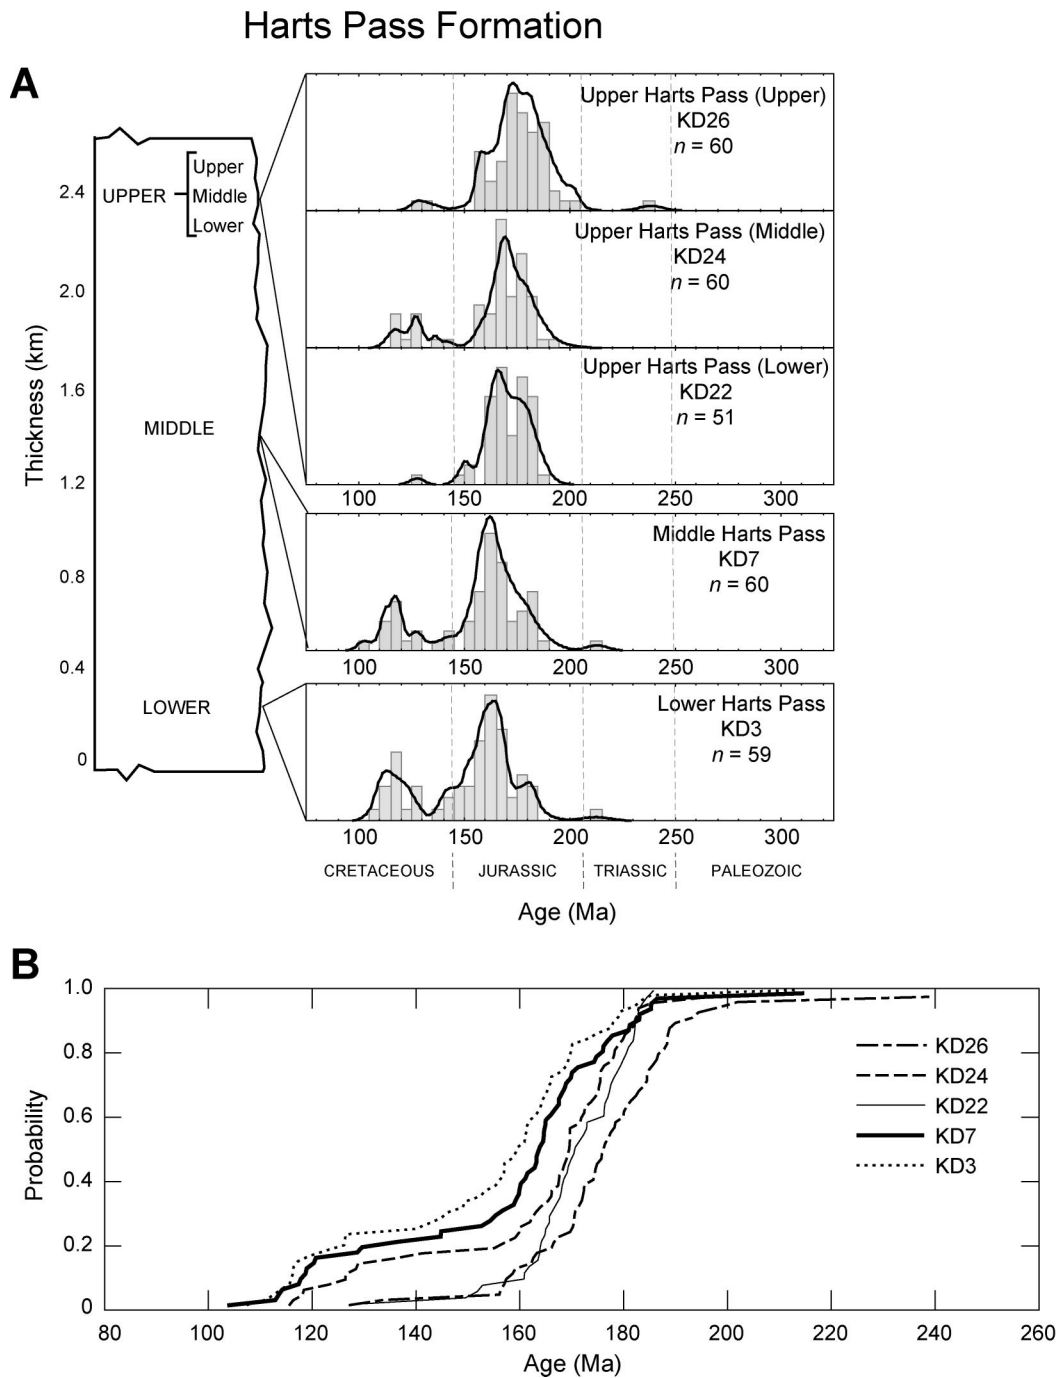 Harts Pass Formation
A
Thickness (km)
2.4
2.0
1.6
1.2
0.8
0.4
0
UPPER
Upper
Middle
Lower
MIDDLE
LOWER
Upper Harts Pass (Upper)
KD26
n = 60
Upper Harts Pass (Middle)
KD24
n = 60
Upper Harts Pass (Lower)
KD22
n = 51
100 150 200 250 300
Middle Harts Pass
KD7
n = 60
100 150 200 250 300
Lower Harts Pass
KD3
n = 59
100 150 200 250 300
CRETACEOUS JURASSIC TRIASSIC PALEOZOIC
Age (Ma)
B
Probability
1.0
0.8
0.6
0.4
0.2
0
KD26
KD24
KD22
KD7
KD3
80 100 120 140 160 180 200 220 240 260
Age (Ma)